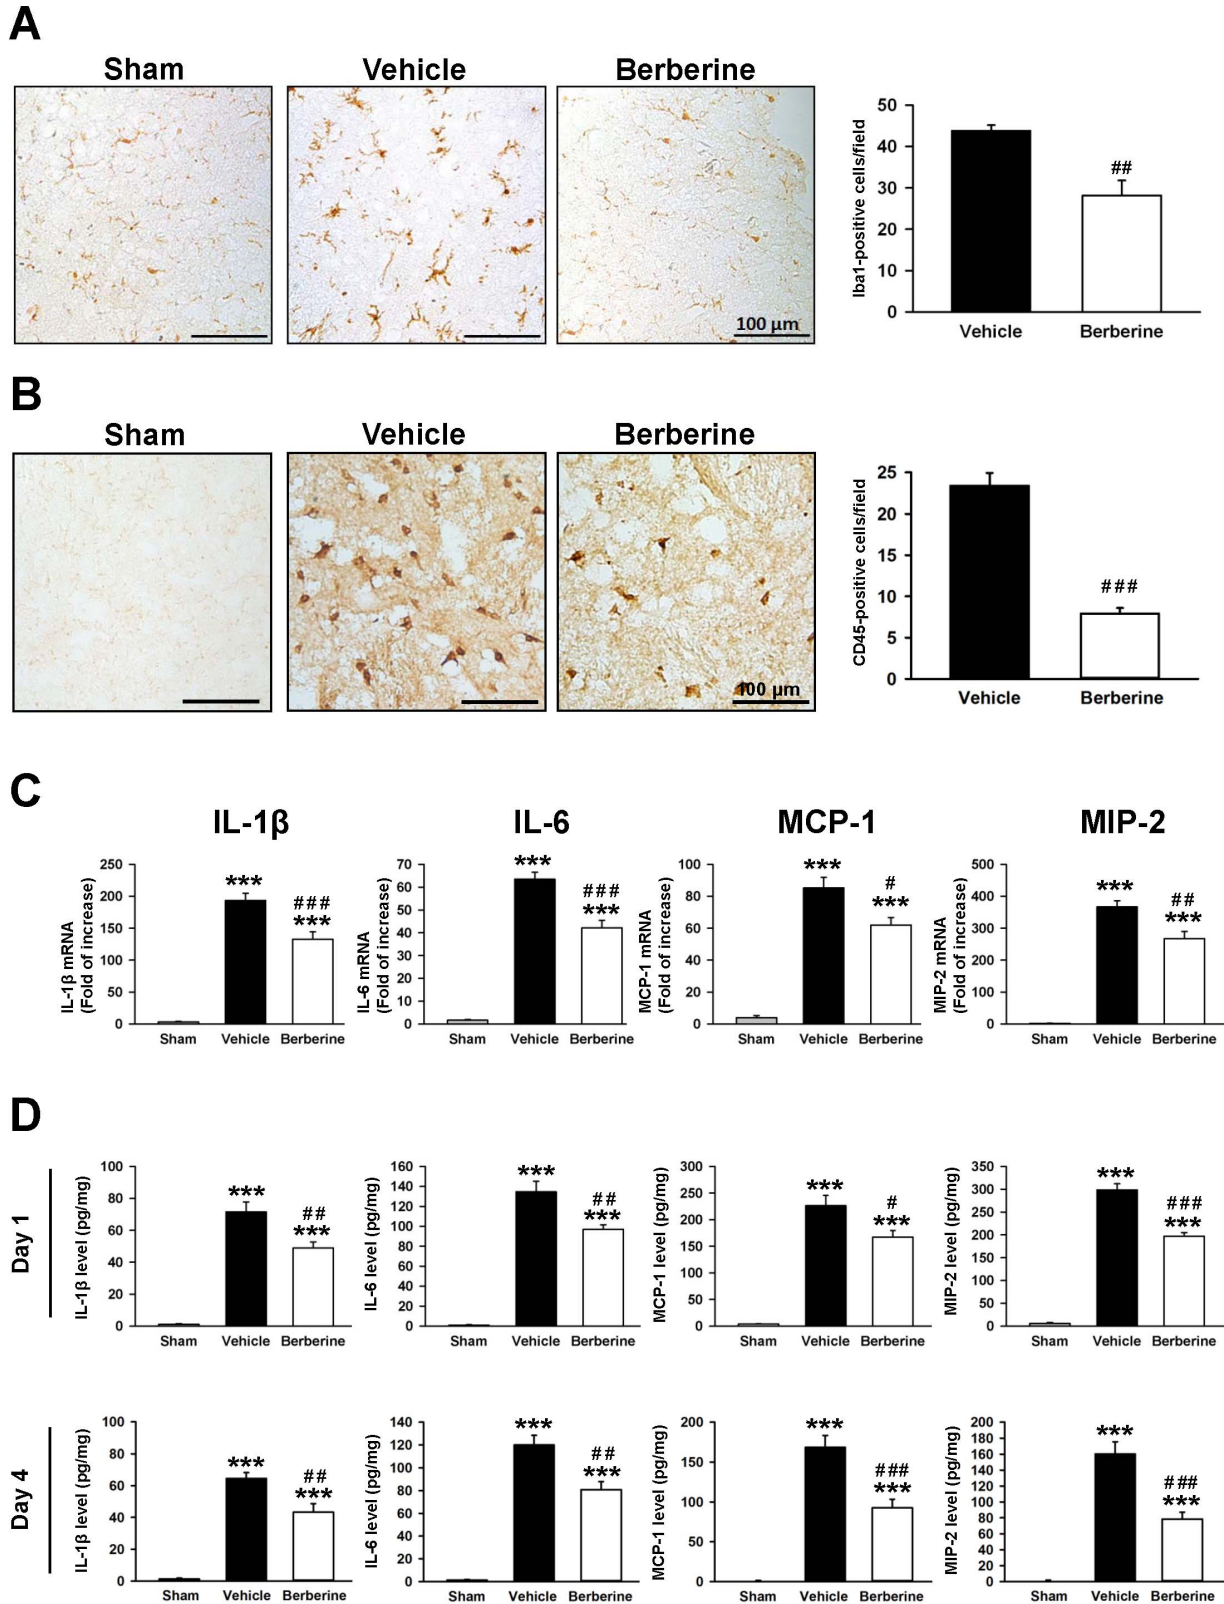 A
Sham
Vehicle
Berberine
100 µm
Iba1-positive cells/field
50
40
30
20
10
0
##
Vehicle
Berberine
B
Sham
Vehicle
Berberine
100 µm
CD45-positive cells/field
25
20
15
10
5
0
###
Vehicle
Berberine
C
IL-1β
IL-6
MCP-1
MIP-2
IL-1β mRNA
(Fold of increase)
250
200
150
100
50
0
***
###
***
Sham
Vehicle
Berberine
IL-6 mRNA
(Fold of increase)
70
60
50
40
30
20
10
0
***
###
***
Sham
Vehicle
Berberine
MCP-1 mRNA
(Fold of increase)
100
80
60
40
20
0
***
#
***
Sham
Vehicle
Berberine
MIP-2 mRNA
(Fold of increase)
500
400
300
200
100
0
***
##
***
Sham
Vehicle
Berberine
D
Day 1
IL-1β level (pg/mg)
100
80
60
40
20
0
***
##
***
Sham
Vehicle
Berberine
IL-6 level (pg/mg)
160
140
120
100
80
60
40
20
0
***
##
***
Sham
Vehicle
Berberine
MCP-1 level (pg/mg)
300
250
200
150
100
50
0
***
#
***
Sham
Vehicle
Berberine
MIP-2 level (pg/mg)
350
300
250
200
150
100
50
0
***
###
***
Sham
Vehicle
Berberine
Day 4
IL-1β level (pg/mg)
100
80
60
40
20
0
***
##
***
Sham
Vehicle
Berberine
IL-6 level (pg/mg)
140
120
100
80
60
40
20
0
***
##
***
Sham
Vehicle
Berberine
MCP-1 level (pg/mg)
200
150
100
50
0
***
###
***
Sham
Vehicle
Berberine
MIP-2 level (pg/mg)
200
180
160
140
120
100
80
60
40
20
0
***
###
***
Sham
Vehicle
Berberine